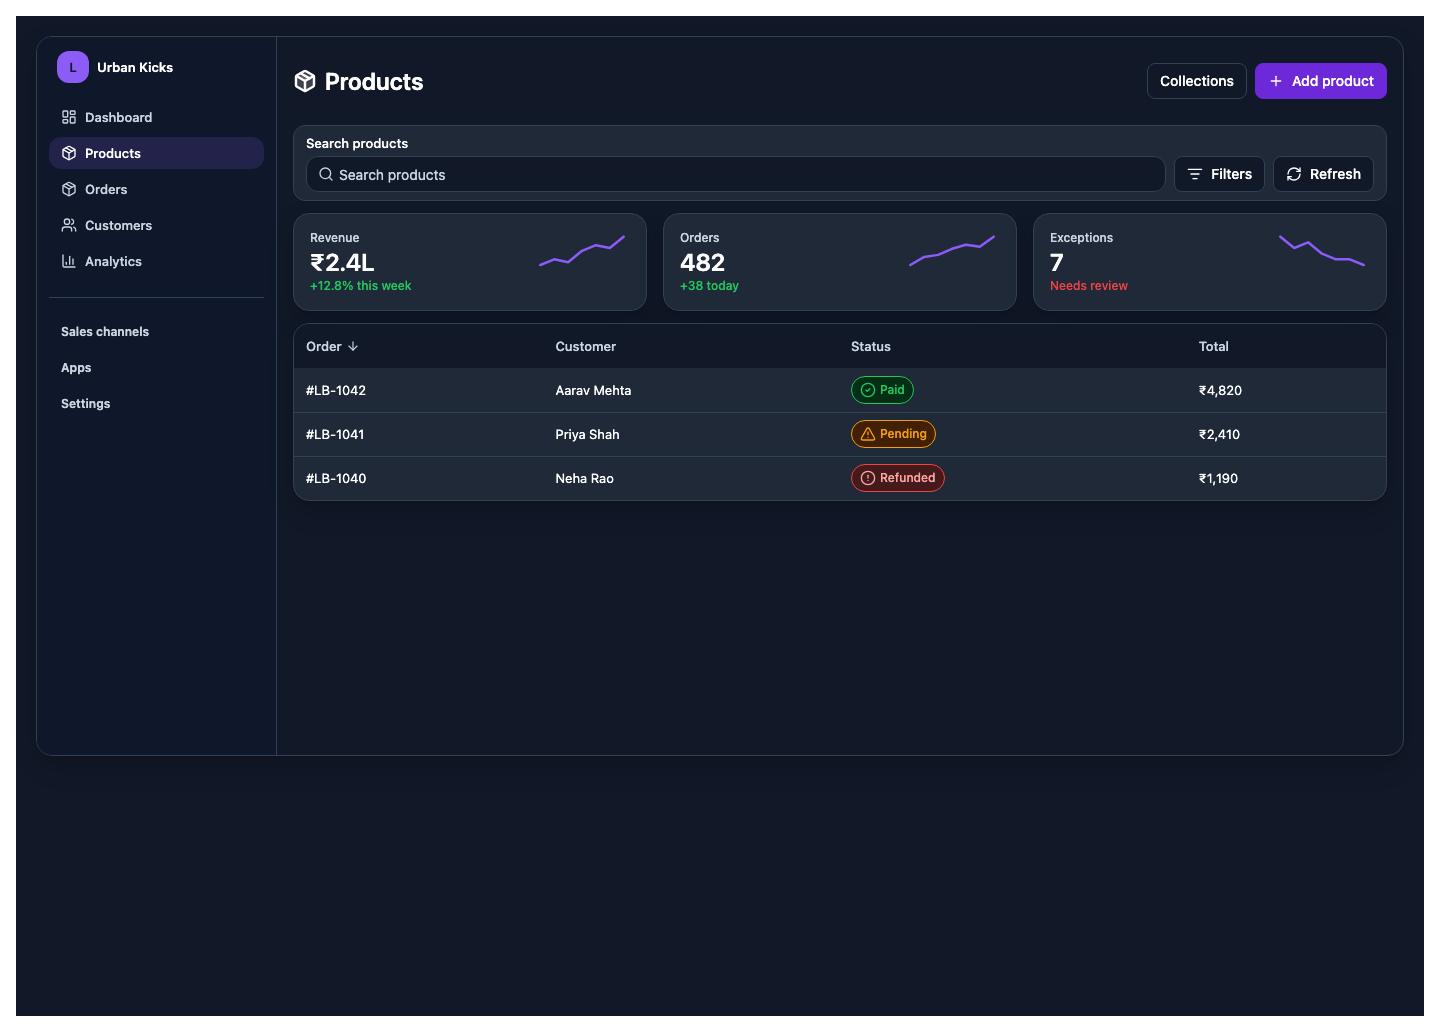 L Urban Kicks
Dashboard
Products
Orders
Customers
Analytics
Sales channels
Apps
Settings
Products
Collections
Add product
Search products
Search products
Filters
Refresh
Revenue
₹2.4L
+12.8% this week
Orders
482
+38 today
Exceptions
7
Needs review
Order Customer Status Total
#LB-1042 Aarav Mehta Paid ₹4,820
#LB-1041 Priya Shah Pending ₹2,410
#LB-1040 Neha Rao Refunded ₹1,190